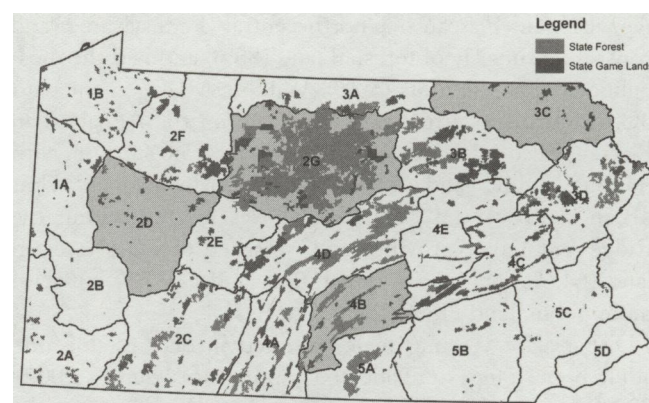 Legend
State Forest
State Game Lands
1B
3A
3C
2F
2G
3B
1A
3D
2D
2E
4E
4D
4C
2B
4B
5C
2C
4A
5B
5D
2A
5A